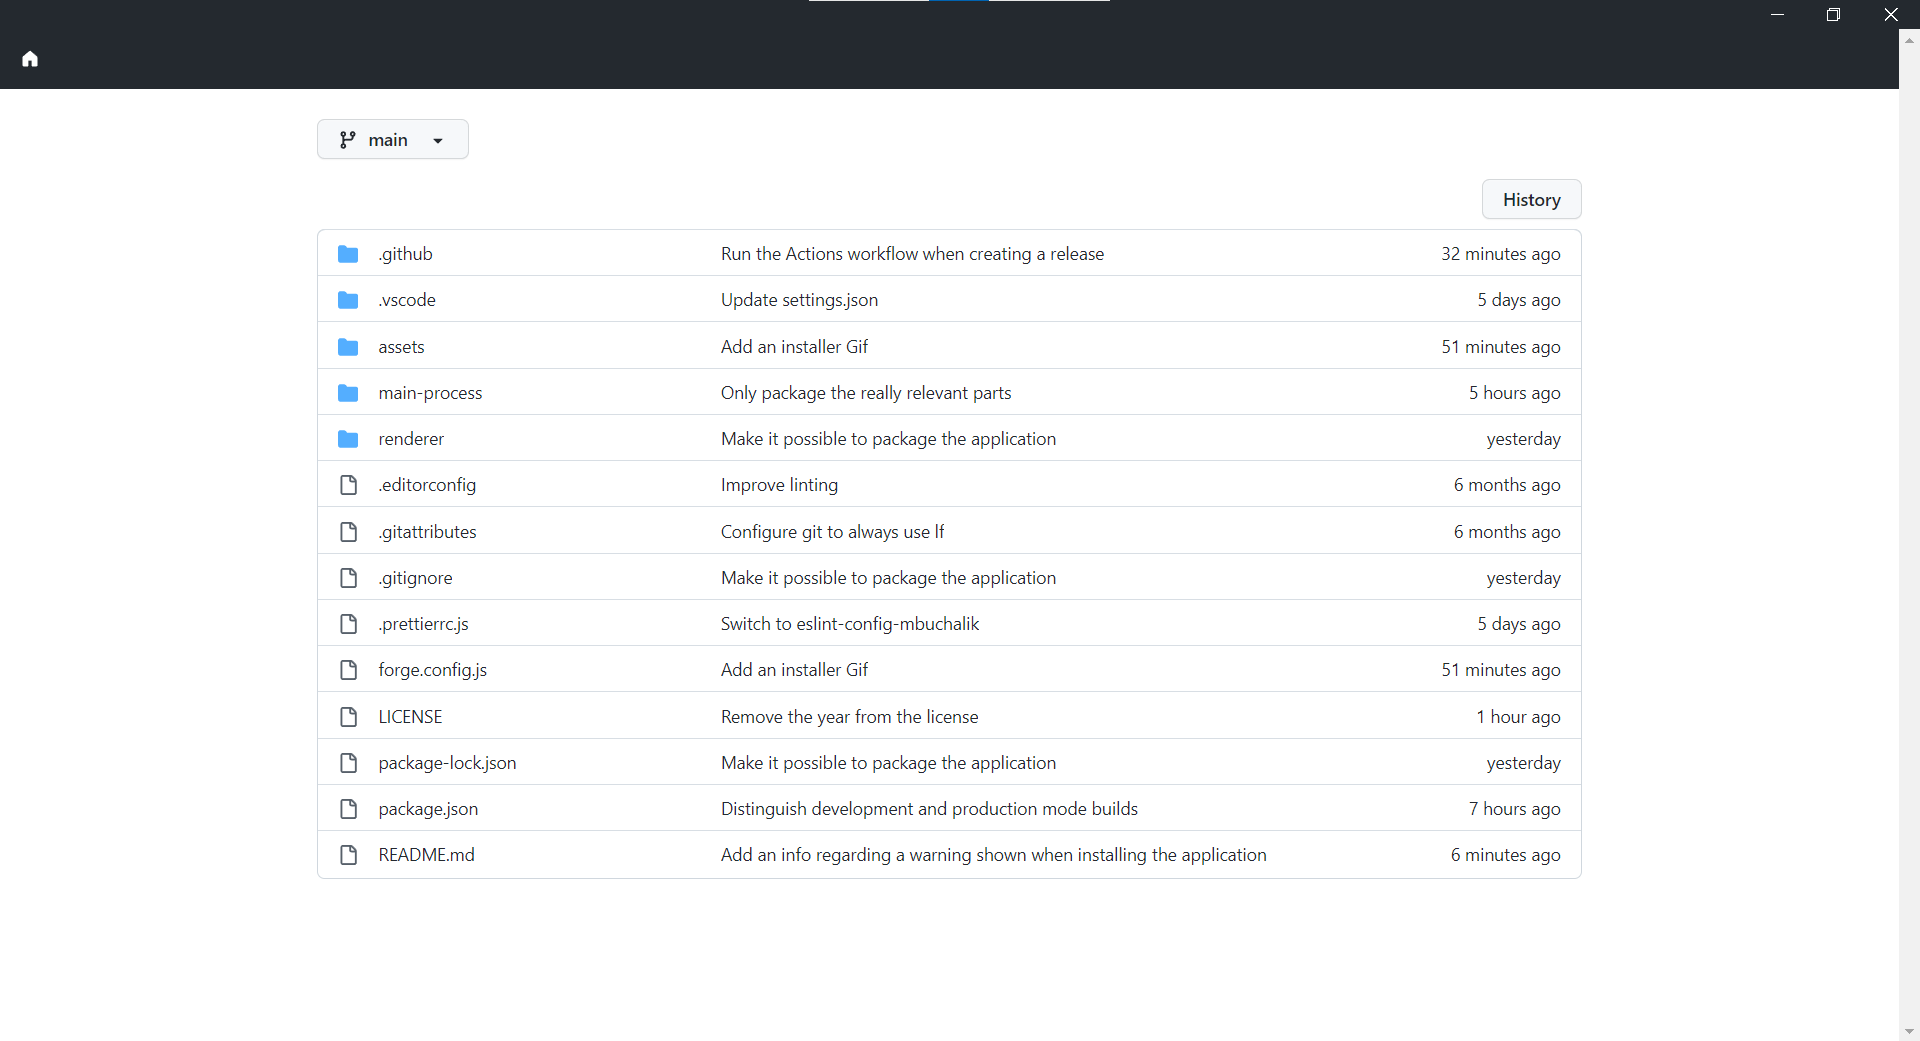 main
History
.github Run the Actions workflow when creating a release 32 minutes ago
.vscode Update settings.json 5 days ago
assets Add an installer Gif 51 minutes ago
main-process Only package the really relevant parts 5 hours ago
renderer Make it possible to package the application yesterday
.editorconfig Improve linting 6 months ago
.gitattributes Configure git to always use lf 6 months ago
.gitignore Make it possible to package the application yesterday
.prettierrc.js Switch to eslint-config-mbuchalik 5 days ago
forge.config.js Add an installer Gif 51 minutes ago
LICENSE Remove the year from the license 1 hour ago
package-lock.json Make it possible to package the application yesterday
package.json Distinguish development and production mode builds 7 hours ago
README.md Add an info regarding a warning shown when installing the application 6 minutes ago